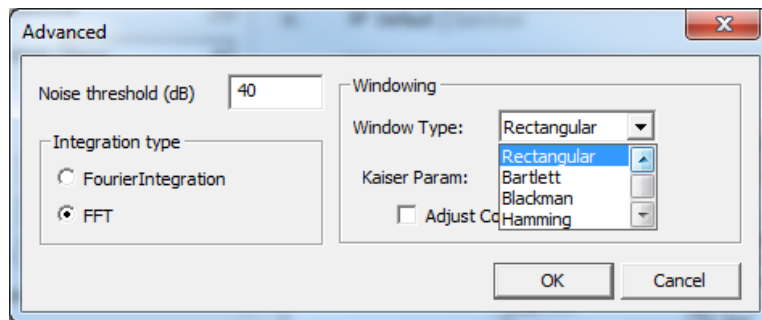 Advanced
Noise threshold (dB)
40
Integration type
FourierIntegration
FFT
Windowing
Window Type:
Rectangular
Rectangular
Bartlett
Blackman
Hamming
Kaiser Param:
Adjust
OK
Cancel